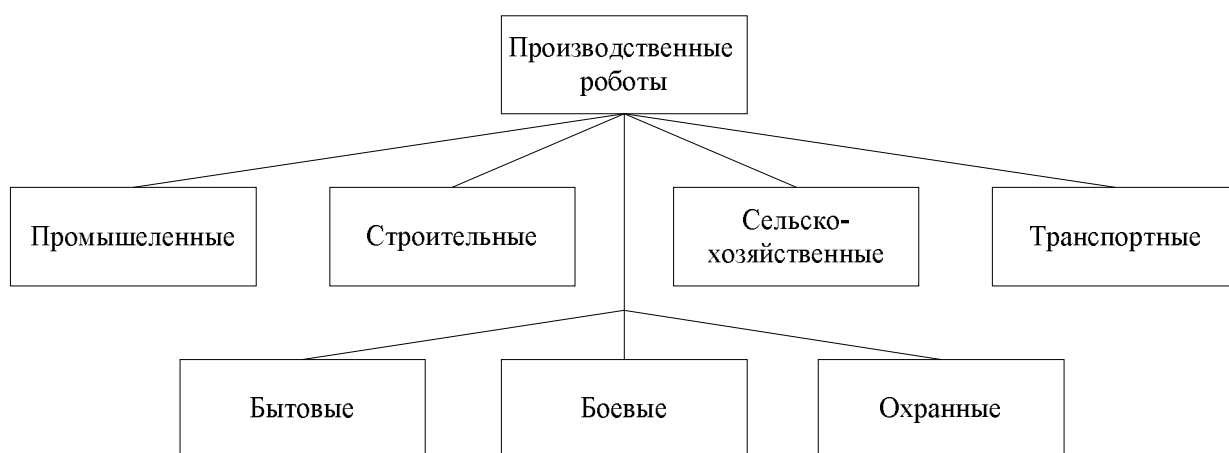 Производственные
роботы
Промышеленные
Строительные
Сельско-
хозяйственные
Транспортные
Бытовые
Боевые
Охранные